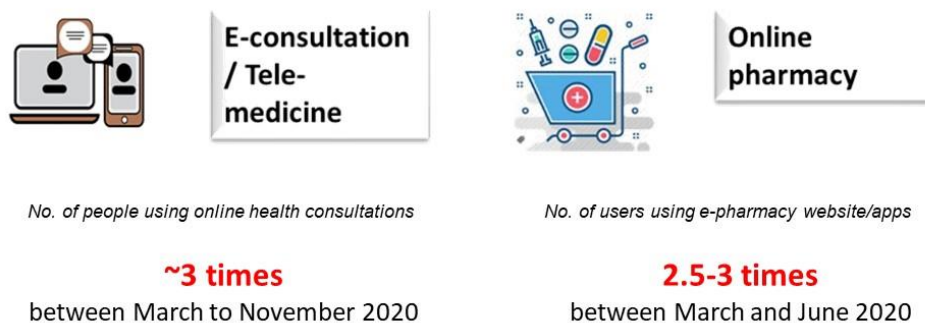 E-consultation
/ Tele-
medicine
Online
pharmacy
No. of people using online health consultations
No. of users using e-pharmacy website/apps
~3 times
between March to November 2020
2.5-3 times
between March and June 2020